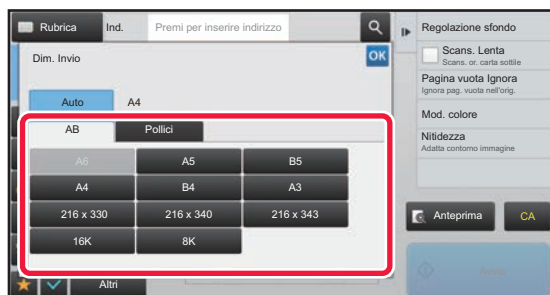 Rubrica
Ind.
Premi per inserire indirizzo
Dim. Invio
OK
Auto
A4
AB
Pollici
A6
A5
B5
A4
B4
A3
216 x 330
216 x 340
216 x 343
16K
8K
Altri
Regolazione sfondo
Scans. Lenta
Scans. or. carta sottile
Pagina vuota Ignora
Ignora pag. vuota nell'orig.
Mod. colore
Nitidezza
Adatta contorno immagine
Anteprima
CA